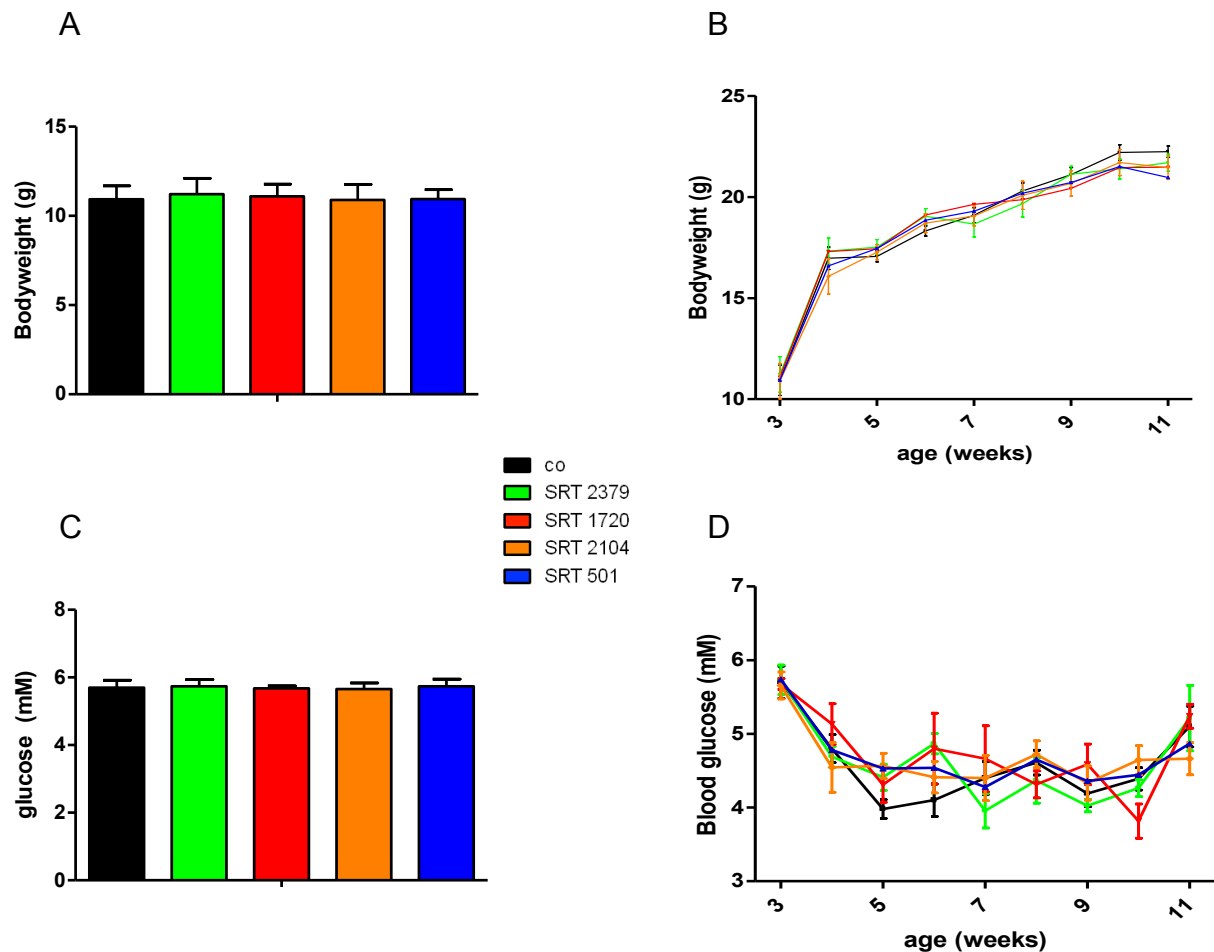 A
15
10
5
0
Bodyweight (g)
B
25
20
15
10
Bodyweight (g)
3
5
7
9
11
age (weeks)
co
SRT 2379
SRT 1720
SRT 2104
SRT 501
C
8
6
4
2
0
glucose (mM)
D
7
6
5
4
3
Blood glucose (mM)
3
5
7
9
11
age (weeks)